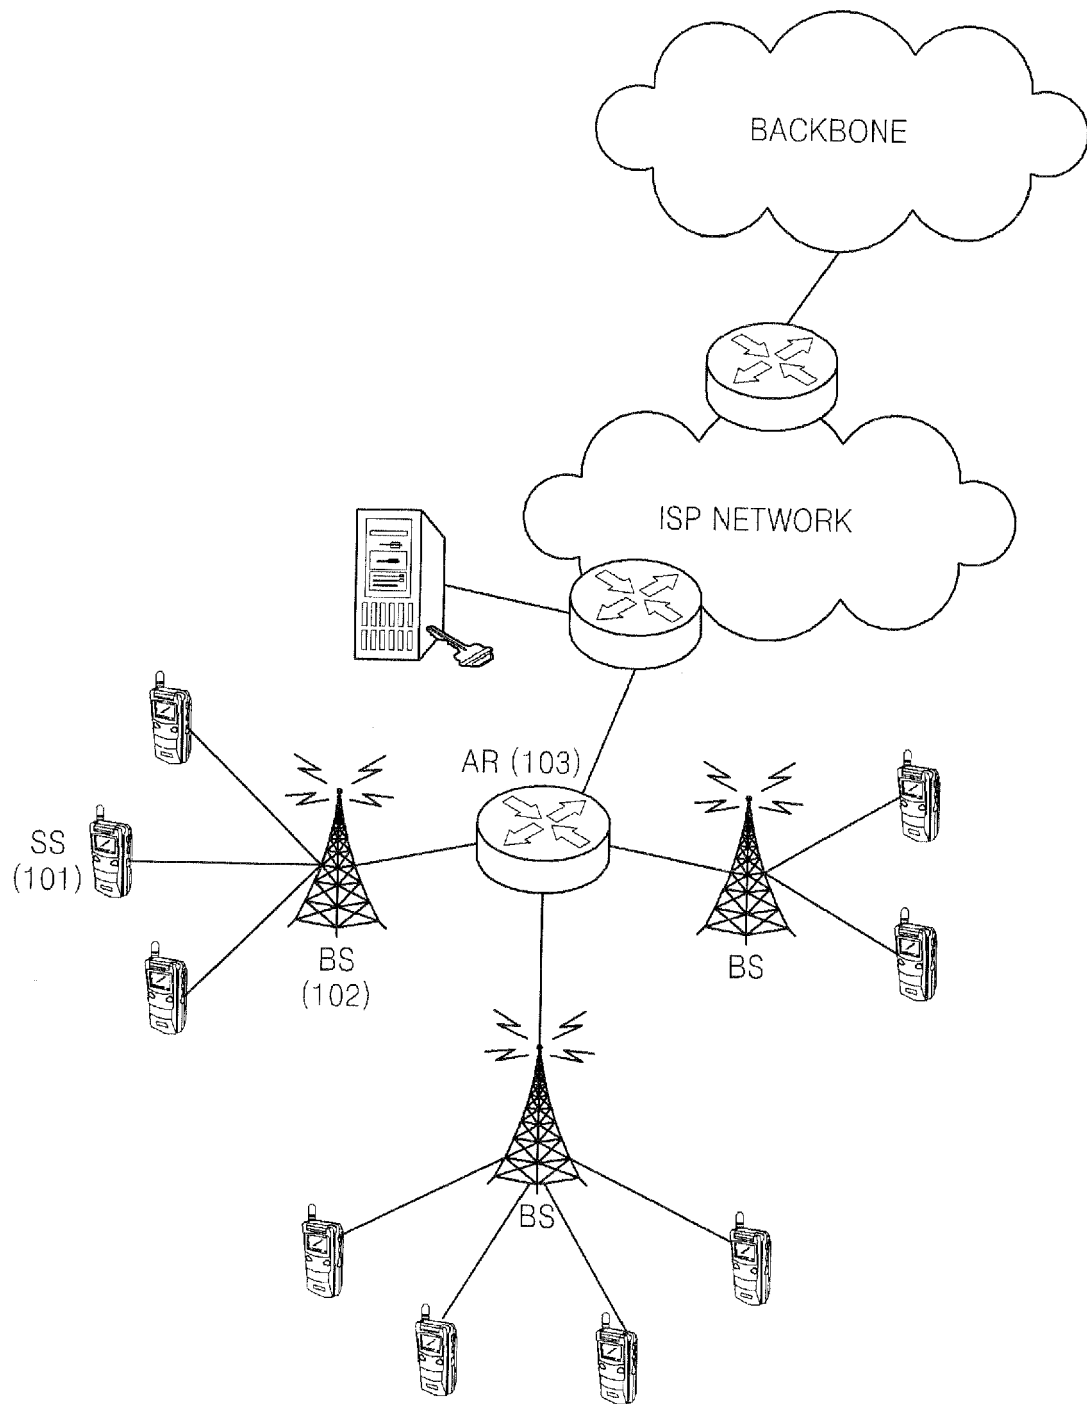 BACKBONE
ISP NETWORK
AR (103)
SS
(101)
BS
(102)
BS
BS